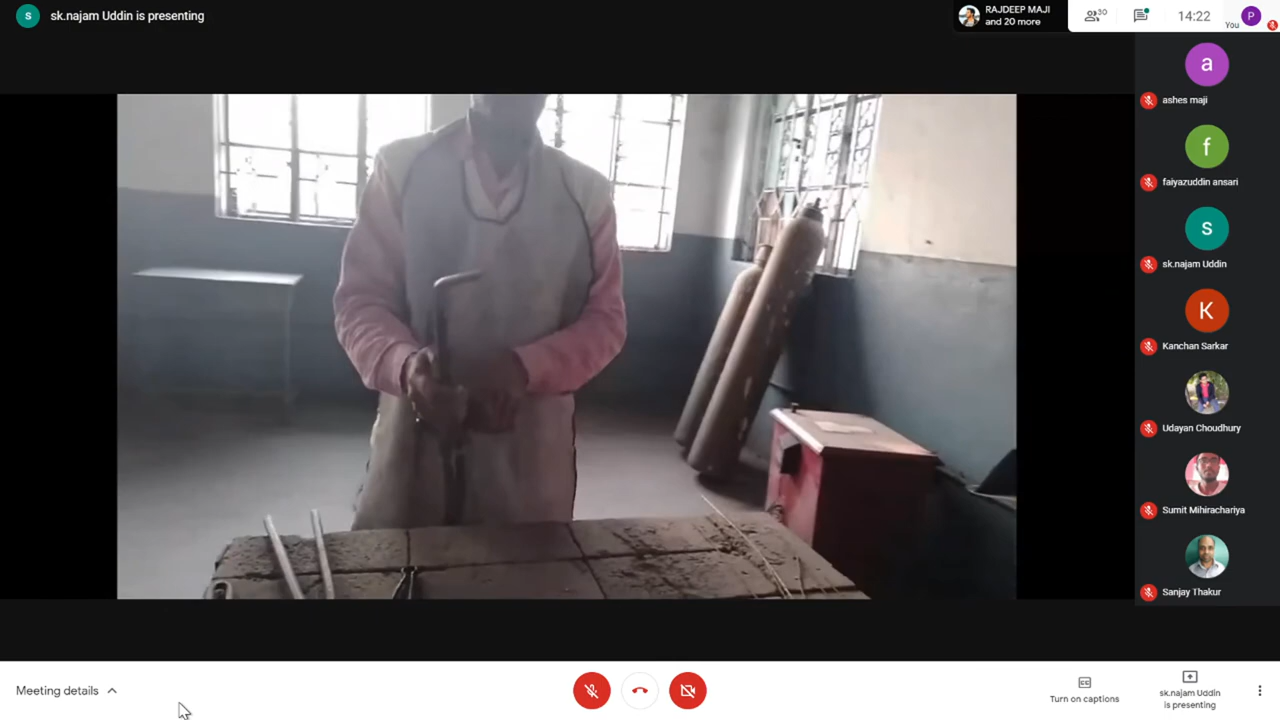 s
sk.najam Uddin is presenting
RAJDEEP MAJI
and 20 more
30
14:22
You
P
a
ashes maji
f
faiyazuddin ansari
s
sk.najam Uddin
K
Kanchan Sarkar
Udayan Choudhury
Sumit Mihirachariya
Sanjay Thakur
Meeting details
CC
Turn on captions
sk.najam Uddin
is presenting